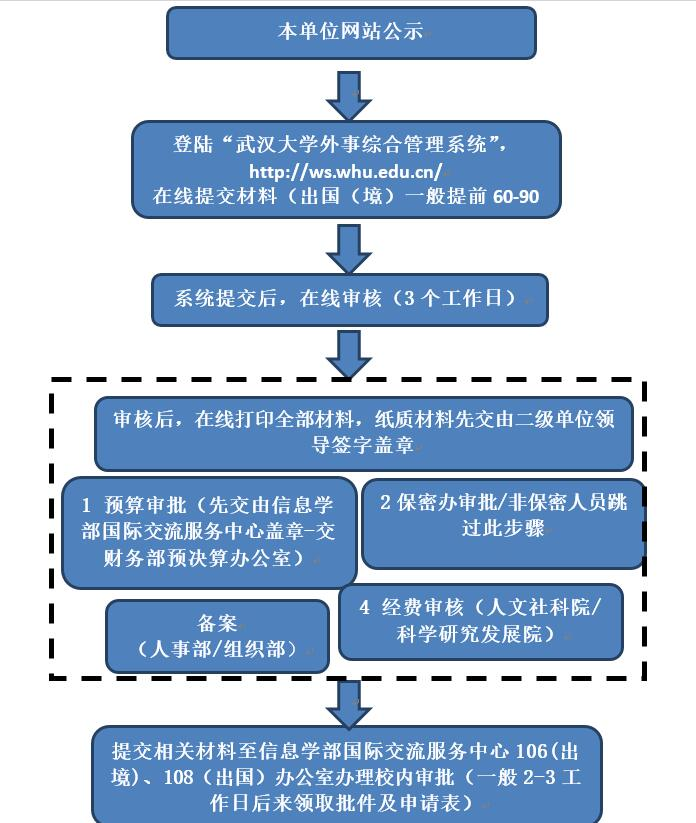 本单位网站公示
登陆“武汉大学外事综合管理系统”，
http://ws.whu.edu.cn/
在线提交材料（出国（境）一般提前 60-90
系统提交后，在线审核（3 个工作日）
审核后，在线打印全部材料，纸质材料先交由二级单位领
导签字盖章
1 预算审批（先交由信息学
部国际交流服务中心盖章-交
财务部预决算办公室）
2 保密办审批/非保密人员跳
过此步骤
备案
（人事部/组织部）
4 经费审核（人文社科院/
科学研究发展院）
提交相关材料至信息学部国际交流服务中心 106(出
境)、108（出国）办公室办理校内审批（一般 2-3 工
作日后来领取批件及申请表）